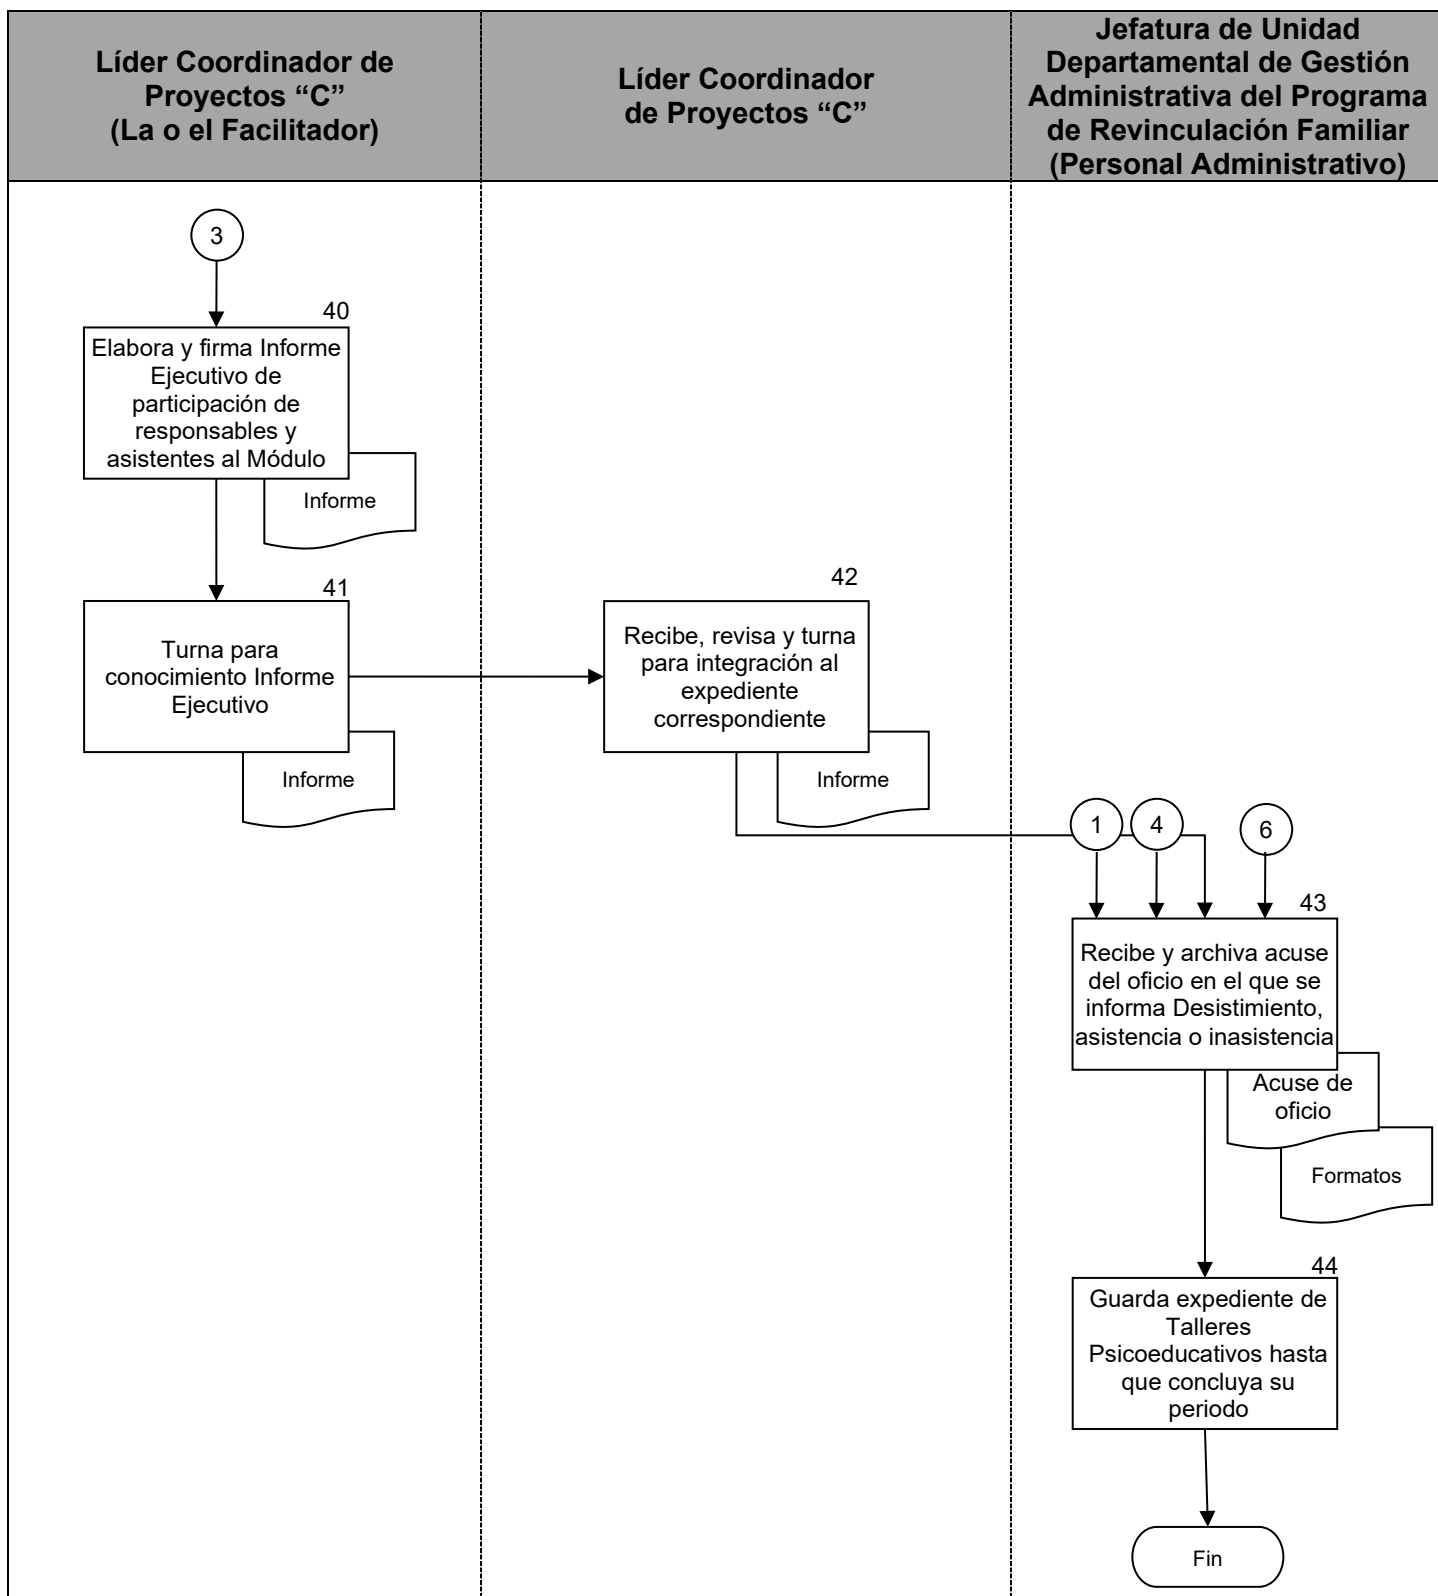 Líder Coordinador de
Proyectos “C”
(La o el Facilitador)
Líder Coordinador
de Proyectos “C”
Jefatura de Unidad
Departamental de Gestión
Administrativa del Programa
de Revinculación Familiar
(Personal Administrativo)
3
40
Elabora y firma Informe
Ejecutivo de
participación de
responsables y
asistentes al Módulo
Informe
41
Turna para
conocimiento Informe
Ejecutivo
Informe
42
Recibe, revisa y turna
para integración al
expediente
correspondiente
Informe
1
4
6
43
Recibe y archiva acuse
del oficio en el que se
informa Desistimiento,
asistencia o inasistencia
Acuse de
oficio
Formatos
44
Guarda expediente de
Talleres
Psicoeducativos hasta
que concluya su
periodo
Fin